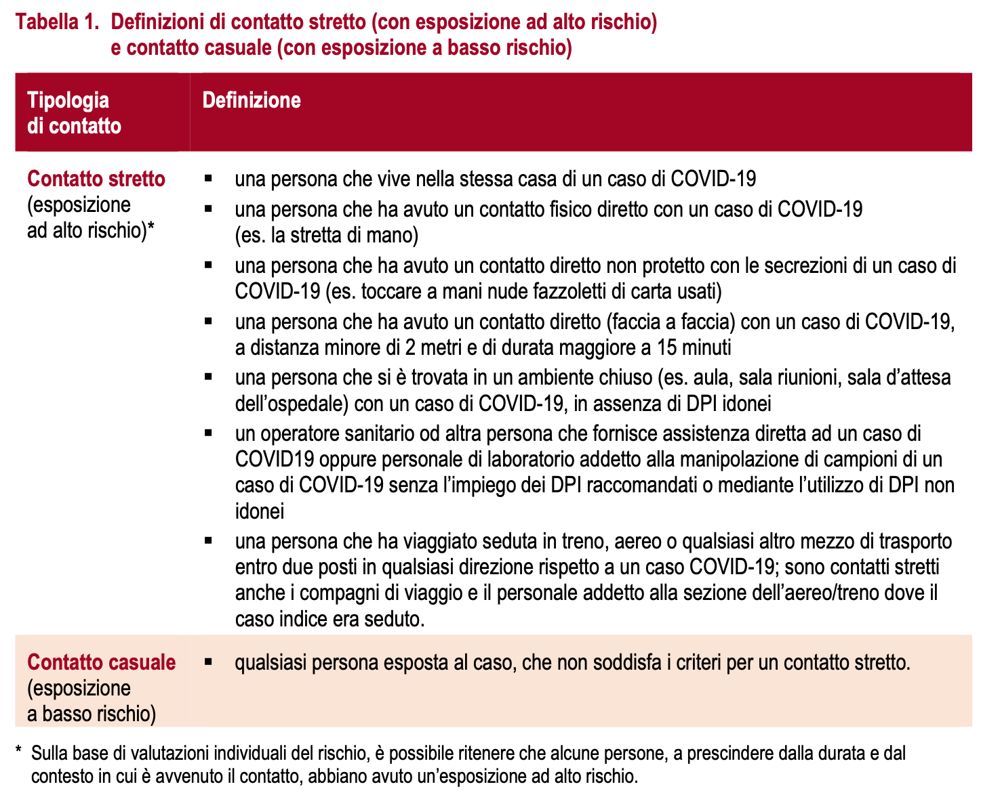 Tabella 1. Definizioni di contatto stretto (con esposizione ad alto rischio)
e contatto casuale (con esposizione a basso rischio)
Tipologia
di contatto
Definizione
Contatto stretto
(esposizione
ad alto rischio)*
▪ una persona che vive nella stessa casa di un caso di COVID-19
▪ una persona che ha avuto un contatto fisico diretto con un caso di COVID-19
(es. la stretta di mano)
▪ una persona che ha avuto un contatto diretto non protetto con le secrezioni di un caso di
COVID-19 (es. toccare a mani nude fazzoletti di carta usati)
▪ una persona che ha avuto un contatto diretto (faccia a faccia) con un caso di COVID-19,
a distanza minore di 2 metri e di durata maggiore a 15 minuti
▪ una persona che si è trovata in un ambiente chiuso (es. aula, sala riunioni, sala d’attesa
dell’ospedale) con un caso di COVID-19, in assenza di DPI idonei
▪ un operatore sanitario od altra persona che fornisce assistenza diretta ad un caso di
COVID19 oppure personale di laboratorio addetto alla manipolazione di campioni di un
caso di COVID-19 senza l’impiego dei DPI raccomandati o mediante l’utilizzo di DPI non
idonei
▪ una persona che ha viaggiato seduta in treno, aereo o qualsiasi altro mezzo di trasporto
entro due posti in qualsiasi direzione rispetto a un caso COVID-19; sono contatti stretti
anche i compagni di viaggio e il personale addetto alla sezione dell’aereo/treno dove il
caso indice era seduto.
Contatto casuale
(esposizione
a basso rischio)
▪ qualsiasi persona esposta al caso, che non soddisfa i criteri per un contatto stretto.
* Sulla base di valutazioni individuali del rischio, è possibile ritenere che alcune persone, a prescindere dalla durata e dal
contesto in cui è avvenuto il contatto, abbiano avuto un’esposizione ad alto rischio.